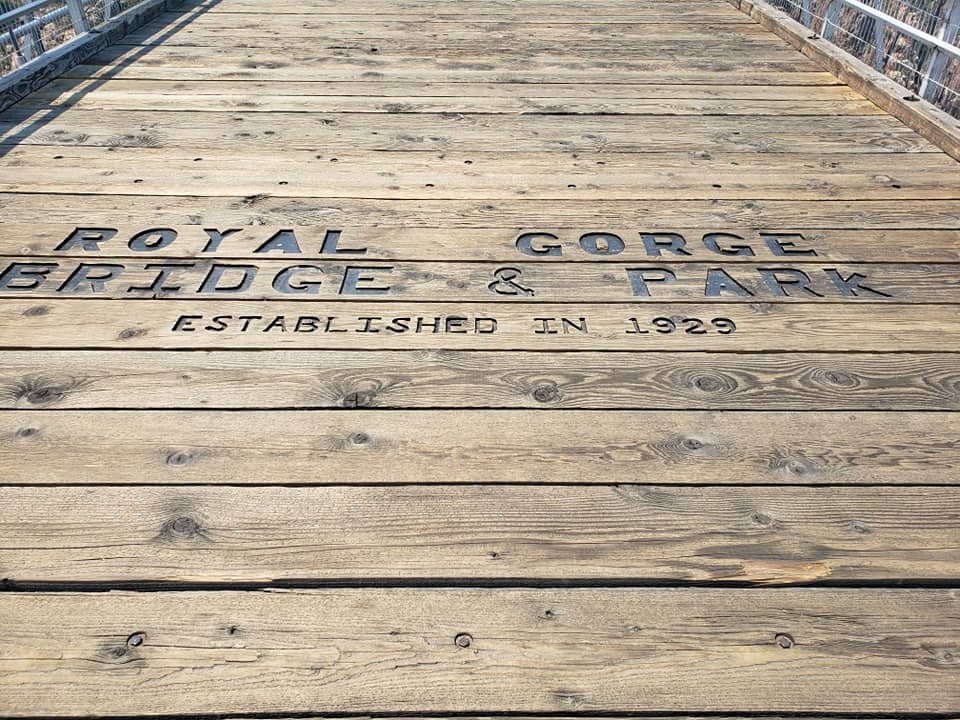 ROYAL GORGE
BRIDGE & PARK
ESTABLISHED IN 1929